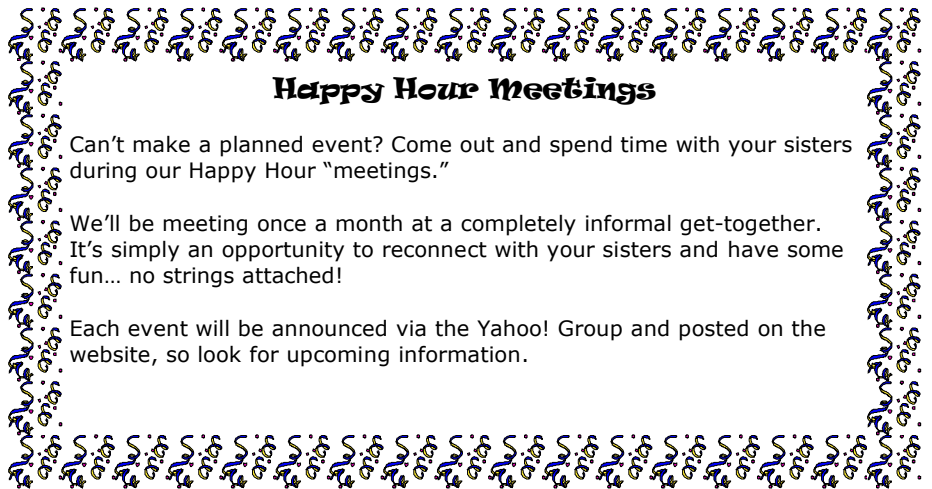 Happy Hour Meetings
Can’t make a planned event? Come out and spend time with your sisters
during our Happy Hour “meetings.”
We’ll be meeting once a month at a completely informal get-together.
It’s simply an opportunity to reconnect with your sisters and have some
fun… no strings attached!
Each event will be announced via the Yahoo! Group and posted on the
website, so look for upcoming information.